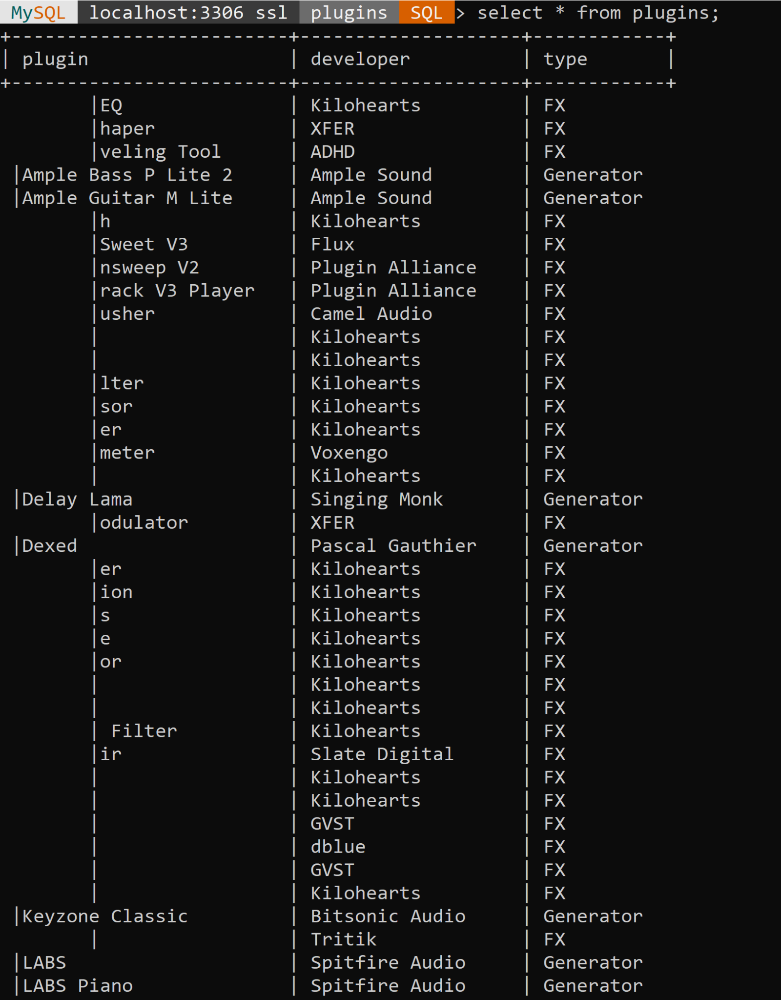 MySQL localhost:3306 ssl plugins SQL > select * from plugins;
+-------------------------+--------------------+------------+
| plugin                  | developer          | type       |
+-------------------------+--------------------+------------+
        |EQ               | Kilohearts         | FX
        |haper            | XFER               | FX
        |veling Tool      | ADHD               | FX
 |Ample Bass P Lite 2     | Ample Sound        | Generator
 |Ample Guitar M Lite     | Ample Sound        | Generator
        |h                | Kilohearts         | FX
        |Sweet V3         | Flux               | FX
        |nsweep V2        | Plugin Alliance    | FX
        |rack V3 Player   | Plugin Alliance    | FX
        |usher            | Camel Audio        | FX
        |                 | Kilohearts         | FX
        |                 | Kilohearts         | FX
        |lter             | Kilohearts         | FX
        |sor              | Kilohearts         | FX
        |er               | Kilohearts         | FX
        |meter            | Voxengo            | FX
        |                 | Kilohearts         | FX
 |Delay Lama              | Singing Monk       | Generator
        |odulator         | XFER               | FX
 |Dexed                   | Pascal Gauthier    | Generator
        |er               | Kilohearts         | FX
        |ion              | Kilohearts         | FX
        |s                | Kilohearts         | FX
        |e                | Kilohearts         | FX
        |or               | Kilohearts         | FX
        |                 | Kilohearts         | FX
        |                 | Kilohearts         | FX
        | Filter          | Kilohearts         | FX
        |ir               | Slate Digital      | FX
        |                 | Kilohearts         | FX
        |                 | Kilohearts         | FX
        |                 | GVST               | FX
        |                 | dblue              | FX
        |                 | GVST               | FX
        |                 | Kilohearts         | FX
 |Keyzone Classic         | Bitsonic Audio     | Generator
        |                 | Tritik             | FX
 |LABS                    | Spitfire Audio     | Generator
 |LABS Piano              | Spitfire Audio     | Generator